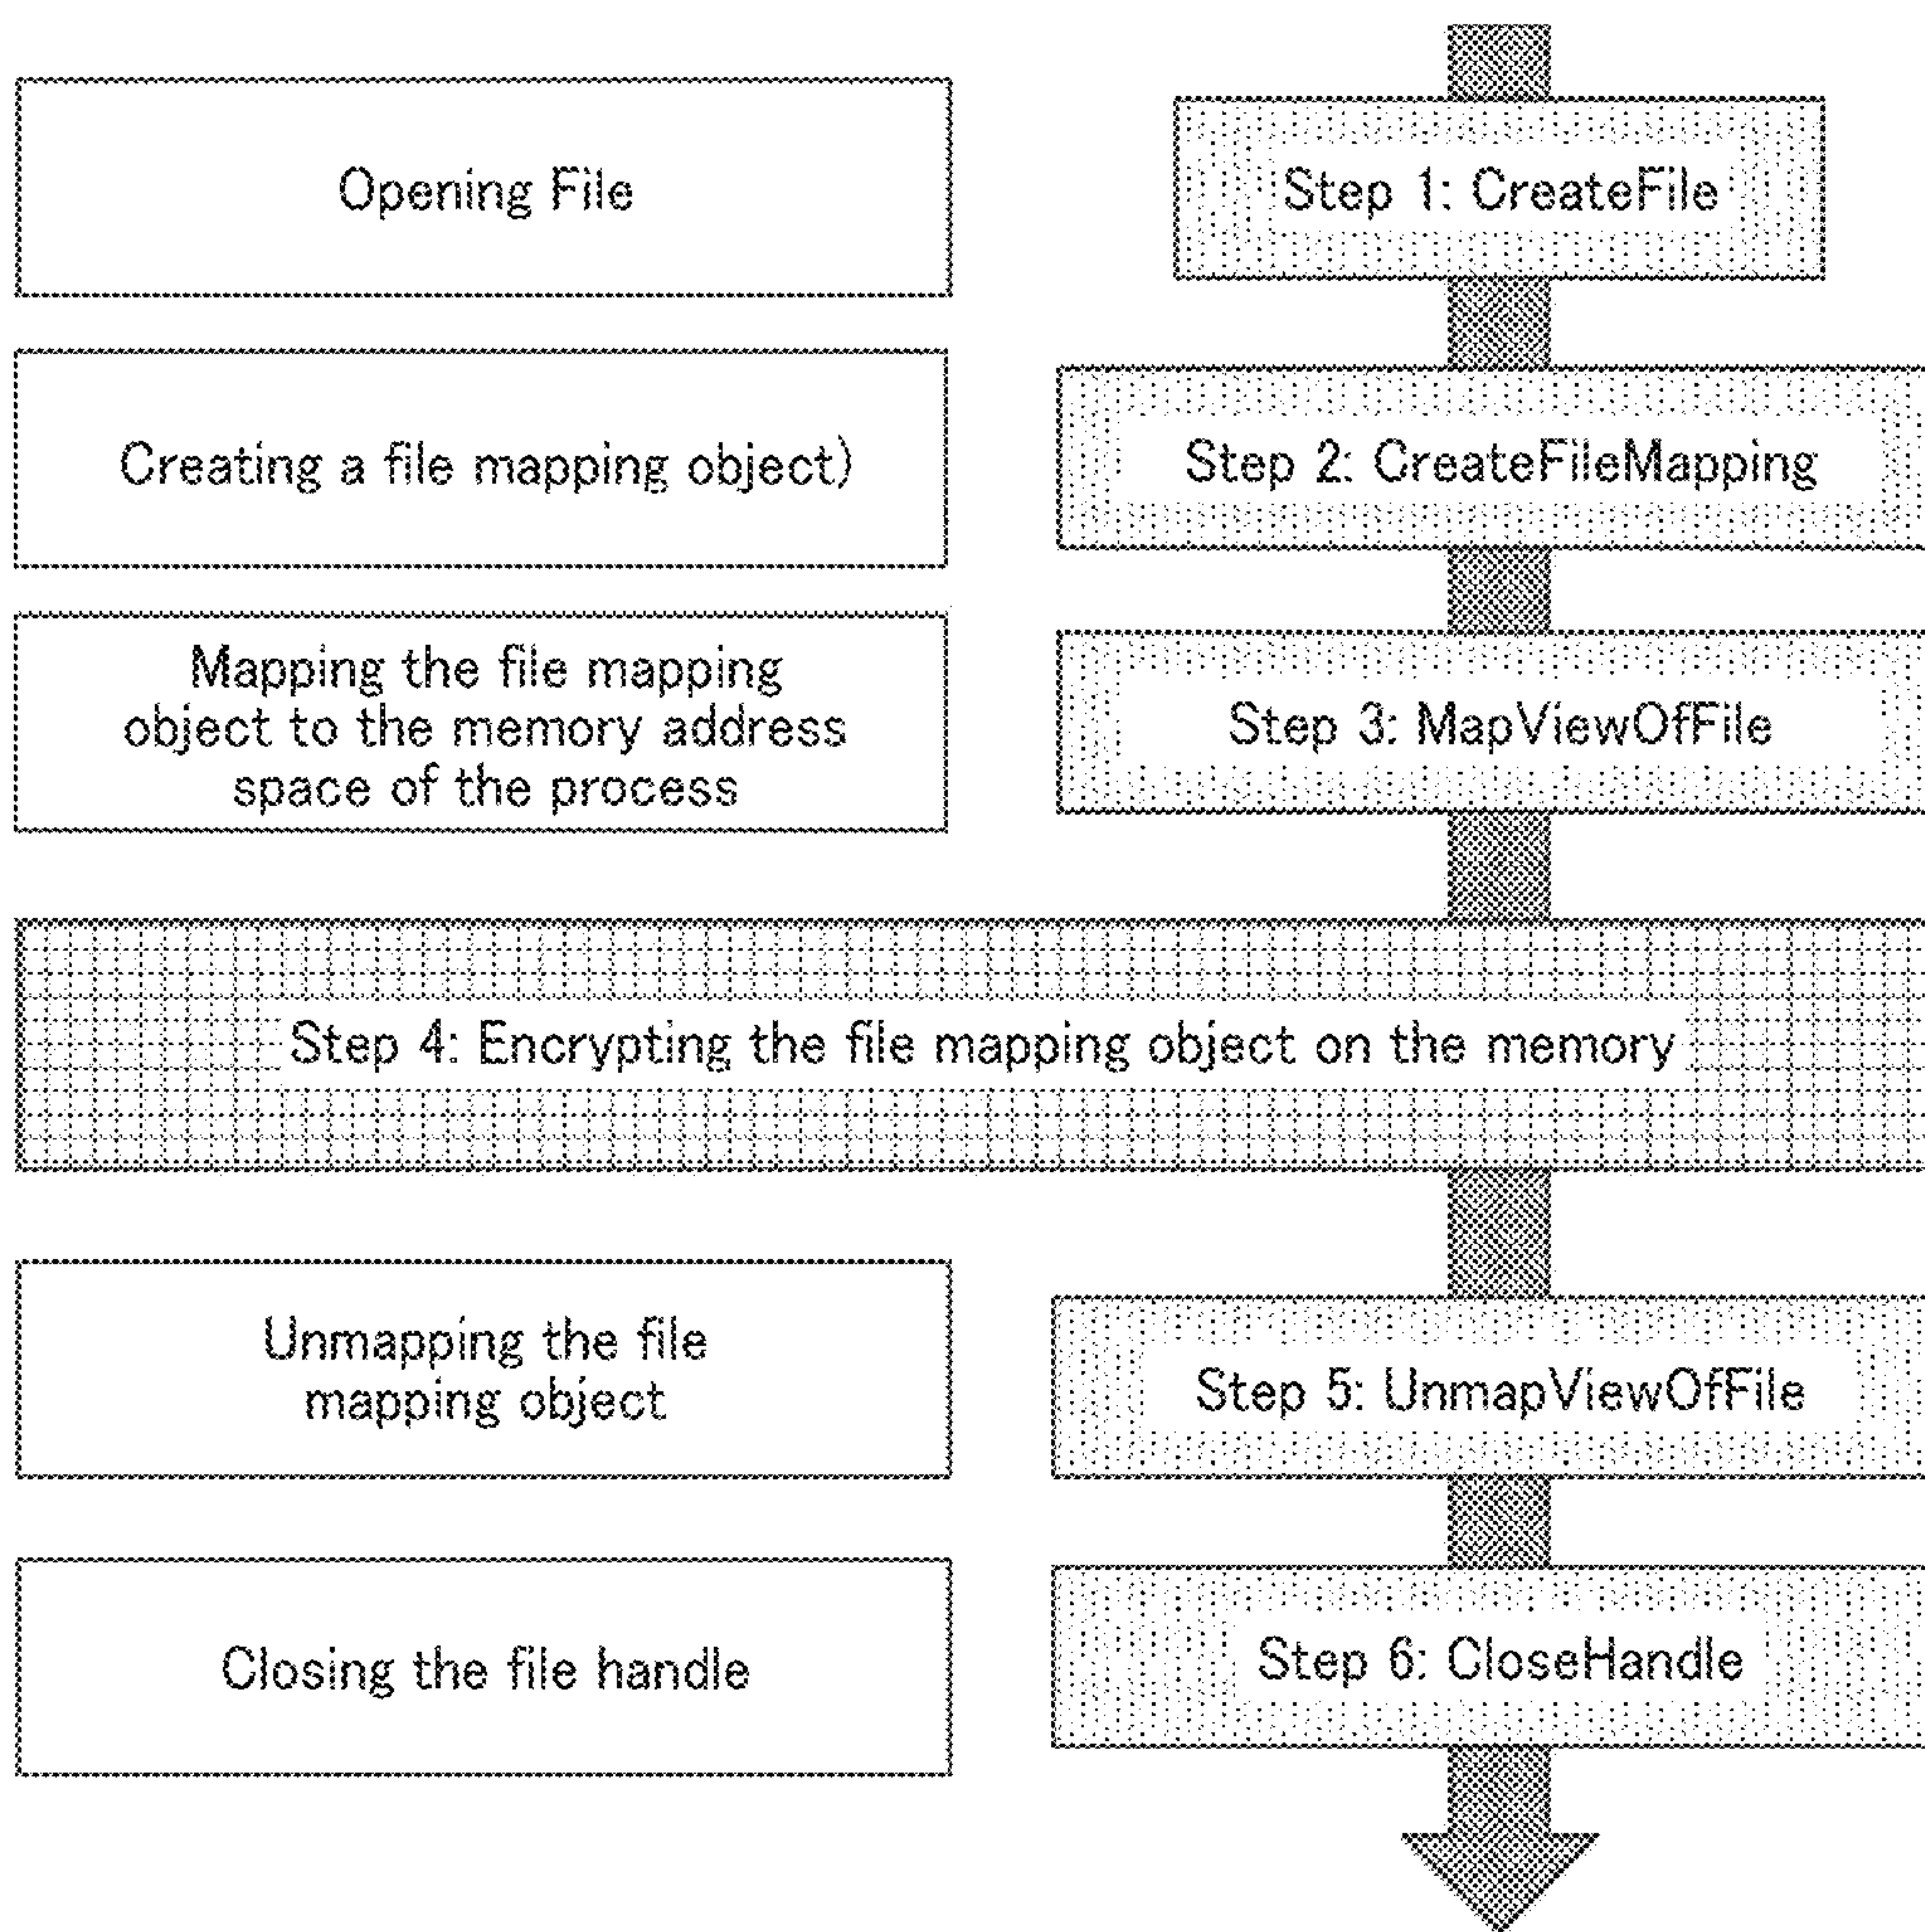 Opening File
Step 1: CreateFile
Creating a file mapping object)
Step 2: CreateFileMapping
Mapping the file mapping
object to the memory address
space of the process
Step 3: MapViewOfFile
Step 4: Encrypting the file mapping object on the memory
Unmapping the file
mapping object
Step 5: UnmapViewOfFile
Closing the file handle
Step 6: CloseHandle